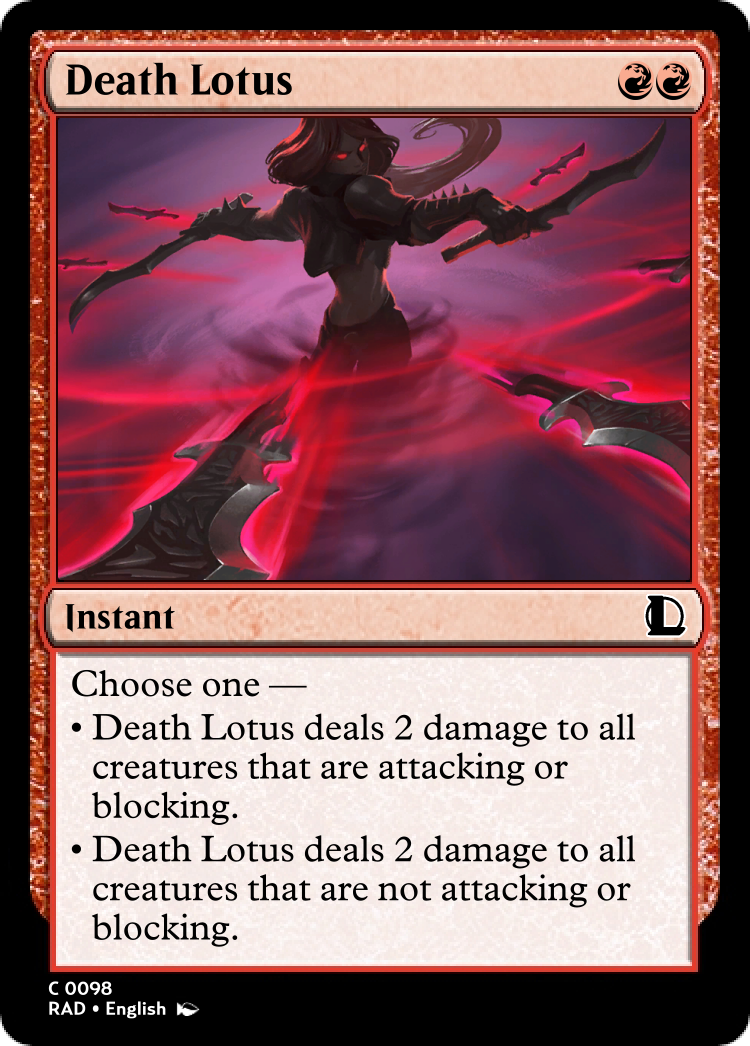 Death Lotus
Instant
Choose one —
• Death Lotus deals 2 damage to all
creatures that are attacking or
blocking.
• Death Lotus deals 2 damage to all
creatures that are not attacking or
blocking.
C 0098
RAD • English